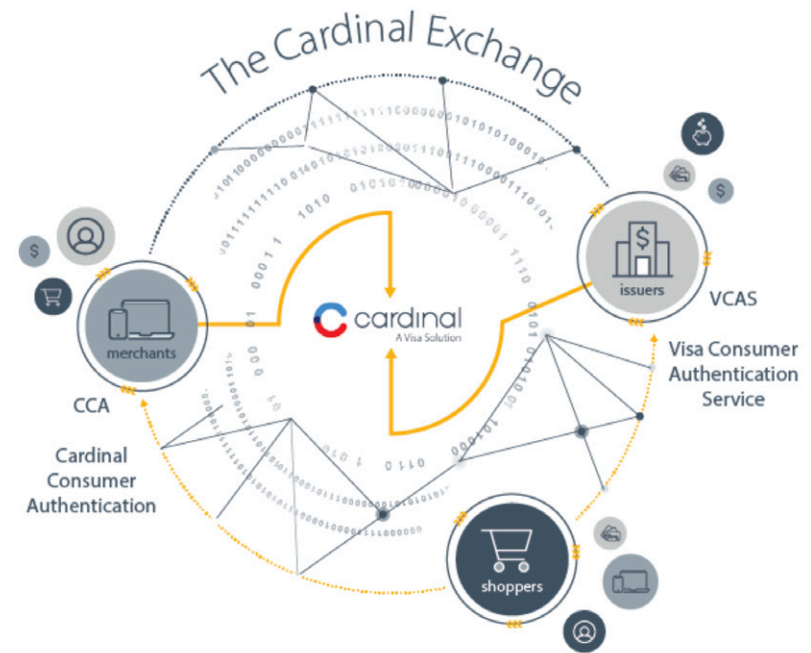 The Cardinal Exchange
$
merchants
CCA
Cardinal
Consumer
Authentication
cardinal
A Visa Solution
$
$
issuers
VCAS
Visa Consumer
Authentication
Service
shoppers